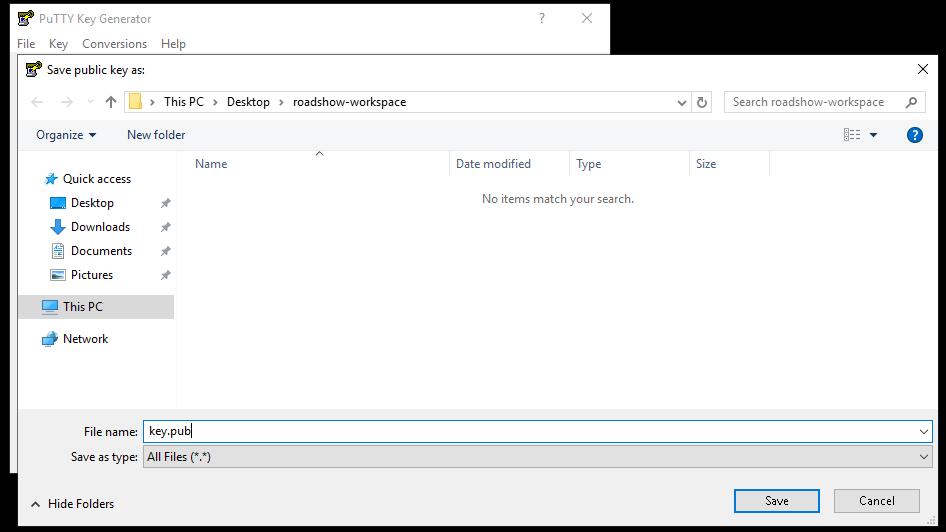 PuTTY Key Generator ?
File Key Conversions Help
Save public key as:
This PC Desktop roadshow-workspace Search roadshow-workspace
Organize New folder ?
Name Date modified Type Size
No items match your search.
Quick access
Desktop
Downloads
Documents
Pictures
This PC
Network
File name: key.pub
Save as type: All Files (*.*)
Hide Folders Save Cancel